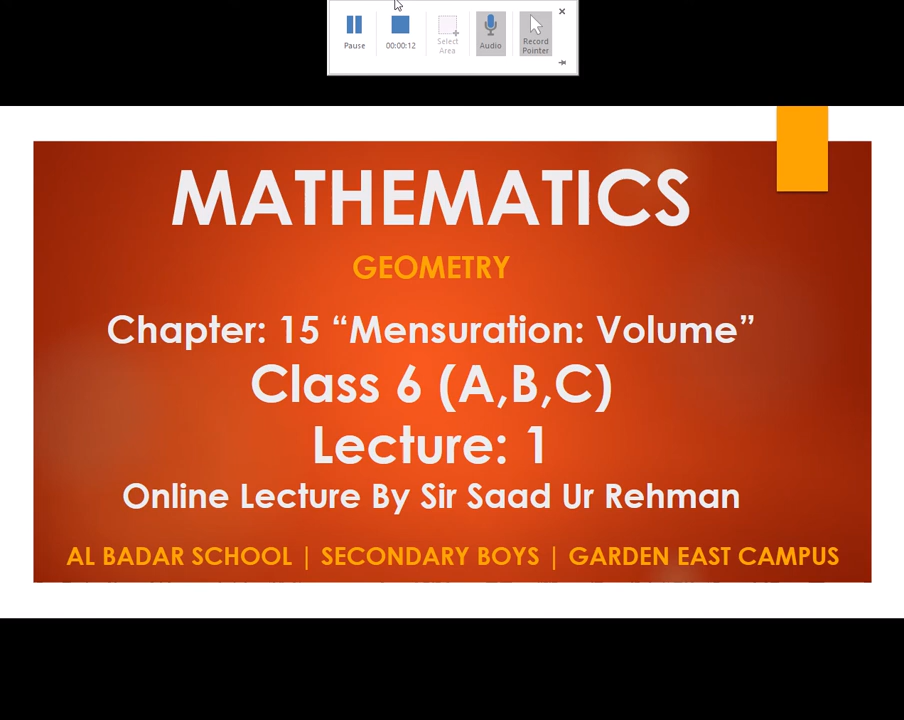 Pause
00:00:12
Select
Area
Audio
Record
Pointer
MATHEMATICS
GEOMETRY
Chapter: 15 “Mensuration: Volume”
Class 6 (A,B,C)
Lecture: 1
Online Lecture By Sir Saad Ur Rehman
AL BADAR SCHOOL | SECONDARY BOYS | GARDEN EAST CAMPUS